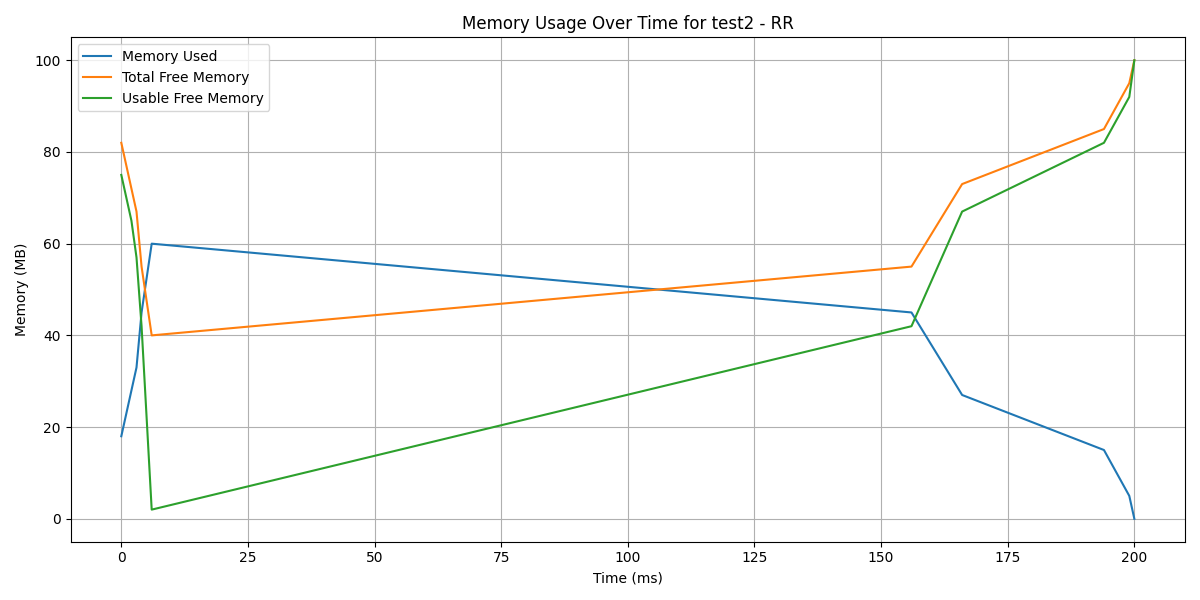 Memory Usage Over Time for test2 - RR
Memory Used
Total Free Memory
Usable Free Memory
Memory (MB)
100
80
60
40
20
0
0 25 50 75 100 125 150 175 200
Time (ms)